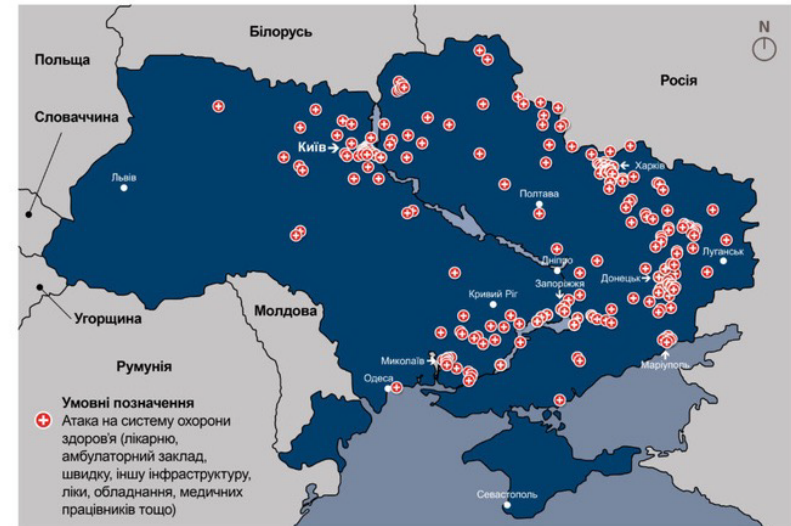 Білорусь
N
Польща
Росія
Словаччина
Київ
Харків
Львів
Полтава
Луганськ
Дніпро
Донецьк
Запоріжжя
Кривий Ріг
Молдова
Угорщина
Миколаїв
Маріуполь
Румунія
Одеса
Умовні позначення
Атака на систему охорони
здоров’я (лікарню,
амбулаторний заклад,
швидку, іншу інфраструктуру,
ліки, обладнання, медичних
працівників тощо)
Севастополь